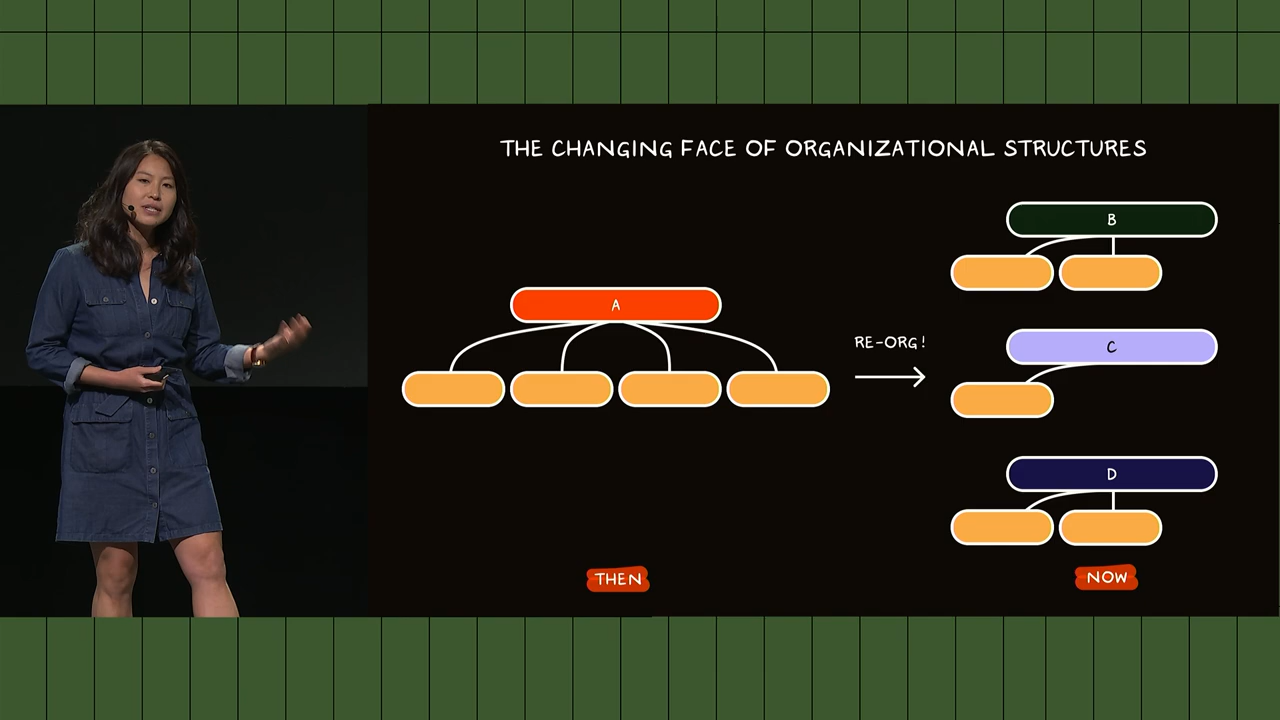 THE CHANGING FACE OF ORGANIZATIONAL STRUCTURES
A
RE-ORG!
B
C
D
THEN
NOW